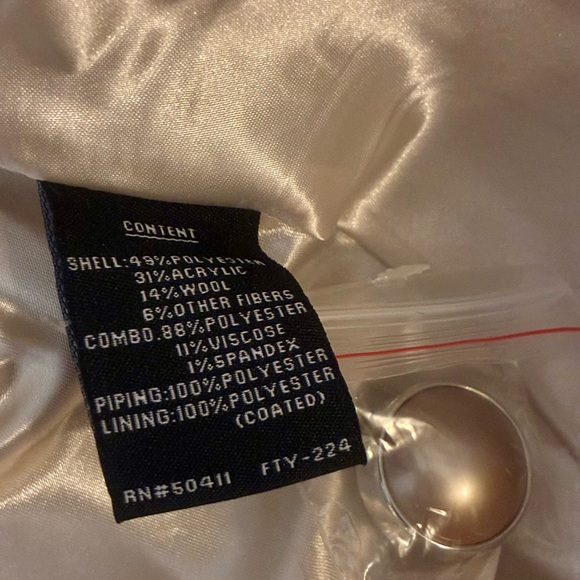 CONTENT
SHELL:49%POLYESTER
31%ACRYLIC
14%WOOL
6%OTHER FIBERS
COMBO.88%POLYESTER
11%VISCOSE
1%SPANDEX
PIPING:100%POLYESTER
LINING:100%POLYESTER
(COATED)
RN#50411 FTY-224